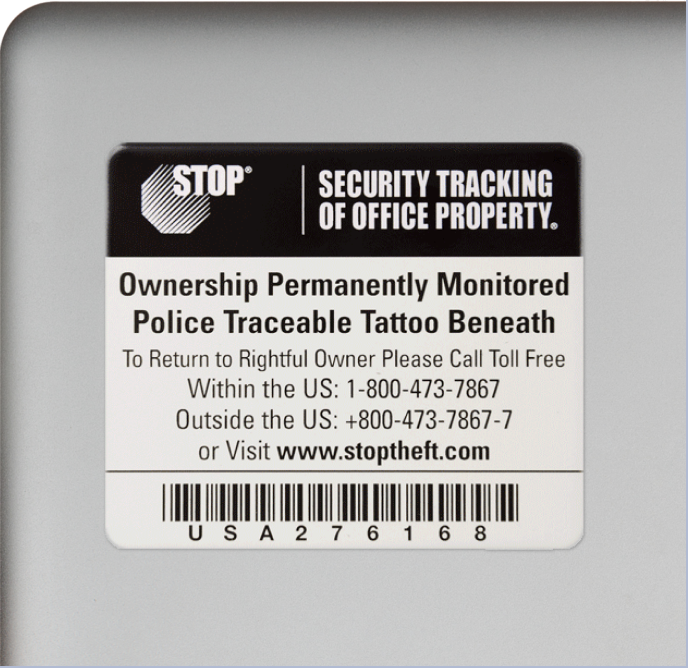 STOP® SECURITY TRACKING
OF OFFICE PROPERTY®
Ownership Permanently Monitored
Police Traceable Tattoo Beneath
To Return to Rightful Owner Please Call Toll Free
Within the US: 1-800-473-7867
Outside the US: +800-473-7867-7
or Visit www.stoptheft.com
USA276168